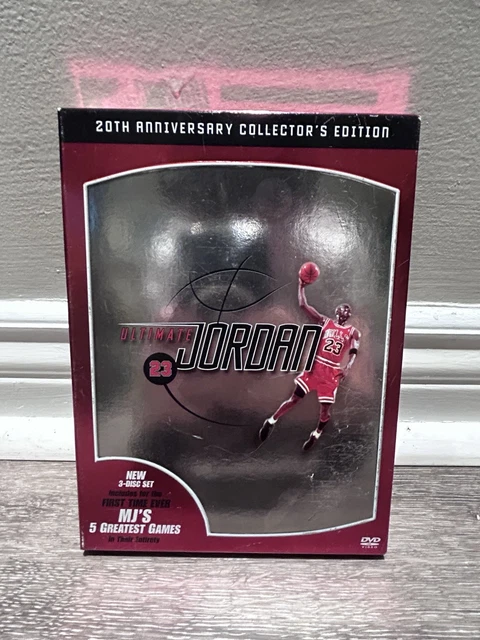 20TH ANNIVERSARY COLLECTOR'S EDITION
ULTIMATE
JORDAN
23
BULLS
23
NEW
3-DISC SET
Includes for the
FIRST TIME EVER
MJ'S
5 GREATEST GAMES
in Their Entirety
DVD
VIDEO